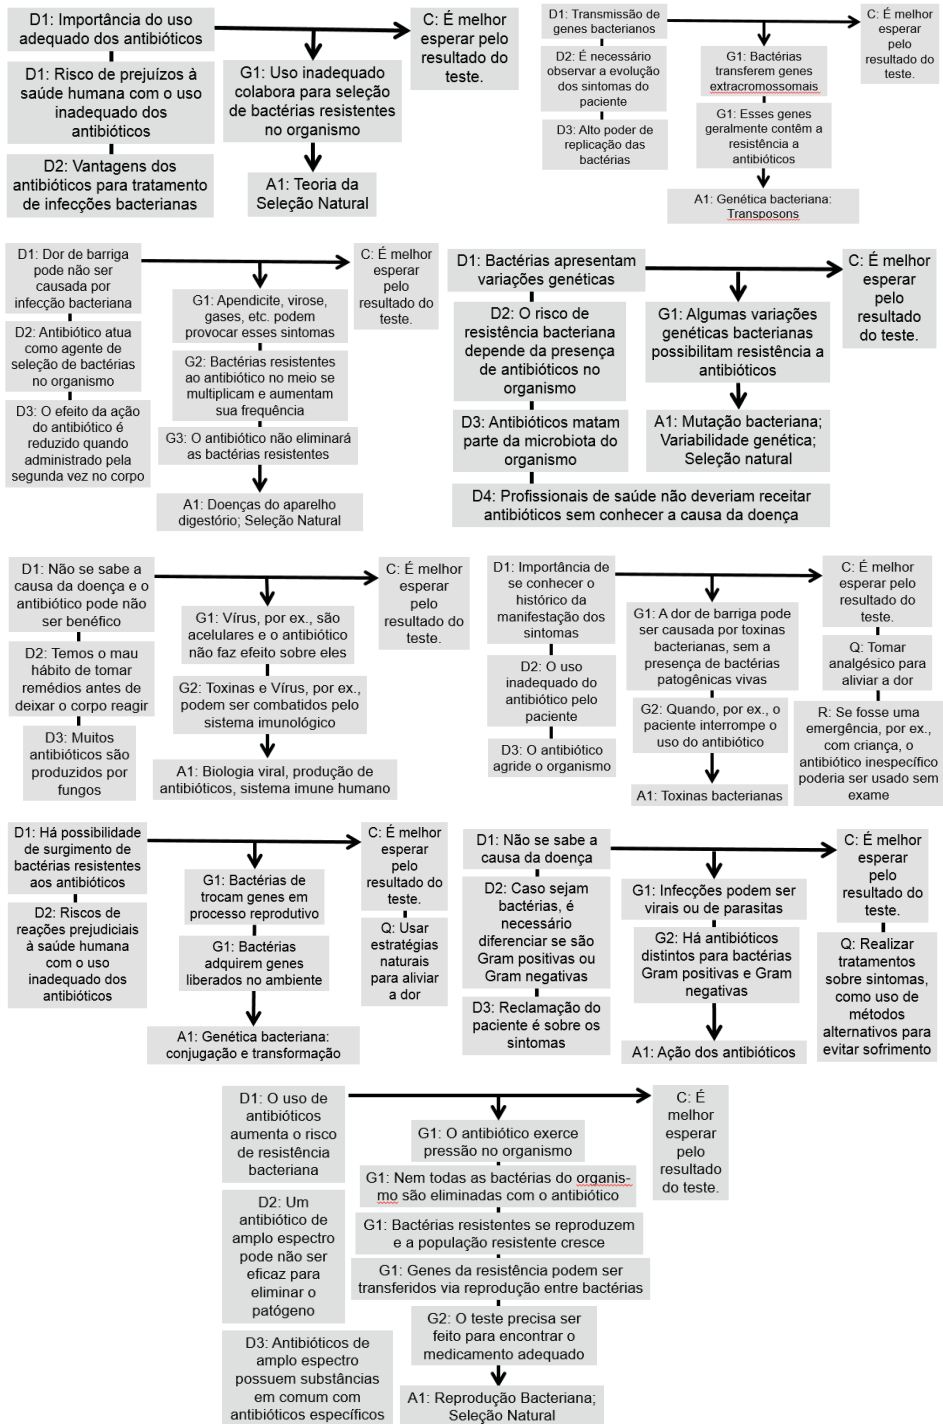 D1: Importância do uso
adequado dos antibióticos
D1: Risco de prejuízos à
saúde humana com o uso
inadequado dos
antibióticos
D2: Vantagens dos
antibióticos para tratamento
de infecções bacterianas
G1: Uso inadequado
colabora para seleção
de bactérias resistentes
no organismo
A1: Teoria da
Seleção Natural
C: É melhor
esperar pelo
resultado do
teste.
D1: Transmissão de
genes bacterianos
D2: É necessário
observar a evolução
dos sintomas do
paciente
D3: Alto poder de
replicação das
bactérias
G1: Bactérias
transferem genes
extracromossomais
G1: Esses genes
geralmente contêm a
resistência a
antibióticos
A1: Genética bacteriana:
Transposons
C: É melhor
esperar
pelo
resultado do
teste.
D1: Dor de barriga
pode não ser
causada por
infecção bacteriana
D2: Antibiótico atua
como agente de
seleção de bactérias
no organismo
D3: O efeito da ação
do antibiótico é
reduzido quando
administrado pela
segunda vez no corpo
G1: Apendicite, virose,
gases, etc. podem
provocar esses sintomas
G2: Bactérias resistentes
ao antibiótico no meio se
multiplicam e aumentam
sua frequência
G3: O antibiótico não eliminará
as bactérias resistentes
A1: Doenças do aparelho
digestório; Seleção Natural
C: É melhor
esperar
pelo
resultado do
teste.
D1: Bactérias apresentam
variações genéticas
D2: O risco de
resistência bacteriana
depende da presença
de antibióticos no
organismo
D3: Antibióticos matam
parte da microbiota do
organismo
D4: Profissionais de saúde não deveriam receitar
antibióticos sem conhecer a causa da doença
G1: Algumas variações
genéticas bacterianas
possibilitam resistência a
antibióticos
A1: Mutação bacteriana;
Variabilidade genética;
Seleção natural
C: É melhor
esperar
pelo
resultado
do teste.
D1: Não se sabe a
causa da doença e o
antibiótico pode não
ser benéfico
D2: Temos o mau
hábito de tomar
remédios antes de
deixar o corpo reagir
D3: Muitos
antibióticos são
produzidos por
fungos
G1: Vírus, por ex., são
acelulares e o antibiótico
não faz efeito sobre eles
G2: Toxinas e Vírus, por ex.,
podem ser combatidos pelo
sistema imunológico
A1: Biologia viral, produção de
antibióticos, sistema imune humano
C: É melhor
esperar
pelo
resultado do
teste.
D1: Importância de
se conhecer o
histórico da
manifestação dos
sintomas
D2: O uso
inadequado do
antibiótico pelo
paciente
D3: O antibiótico
agride o organismo
G1: A dor de barriga pode
ser causada por toxinas
bacterianas, sem a
presença de bactérias
patogênicas vivas
G2: Quando, por ex., o
paciente interrompe o
uso do antibiótico
A1: Toxinas bacterianas
C: É melhor
esperar pelo
resultado do
teste.
Q: Tomar
analgésico para
aliviar a dor
R: Se fosse uma
emergência, por ex.,
com criança, o
antibiótico inespecífico
poderia ser usado sem
exame
D1: Há possibilidade
de surgimento de
bactérias resistentes
aos antibióticos
D2: Riscos de
reações prejudiciais
à saúde humana
com o uso
inadequado dos
antibióticos
G1: Bactérias de
trocam genes em
processo reprodutivo
G1: Bactérias
adquirem genes
liberados no ambiente
A1: Genética bacteriana:
conjugação e transformação
C: É melhor
esperar
pelo
resultado do
teste.
Q: Usar
estratégias
naturais
para aliviar
a dor
D1: Não se sabe a
causa da doença
D2: Caso sejam
bactérias, é
necessário
diferenciar se são
Gram positivas ou
Gram negativas
D3: Reclamação do
paciente é sobre os
sintomas
G1: Infecções podem ser
virais ou de parasitas
G2: Há antibióticos
distintos para bactérias
Gram positivas e Gram
negativas
A1: Ação dos antibióticos
C: É melhor
esperar
pelo
resultado do
teste.
Q: Realizar
tratamentos
sobre sintomas,
como uso de
métodos
alternativos para
evitar sofrimento
D1: O uso de
antibióticos
aumenta o risco
de resistência
bacteriana
D2: Um
antibiótico de
amplo espectro
pode não ser
eficaz para
eliminar o
patógeno
D3: Antibióticos de
amplo espectro
possuem substâncias
em comum com
antibióticos específicos
G1: O antibiótico exerce
pressão no organismo
G1: Nem todas as bactérias do organis-
mo são eliminadas com o antibiótico
G1: Bactérias resistentes se reproduzem
e a população resistente cresce
G1: Genes da resistência podem ser
transferidos via reprodução entre bactérias
G2: O teste precisa ser
feito para encontrar o
medicamento adequado
A1: Reprodução Bacteriana;
Seleção Natural
C: É
melhor
esperar
pelo
resultado
do teste.